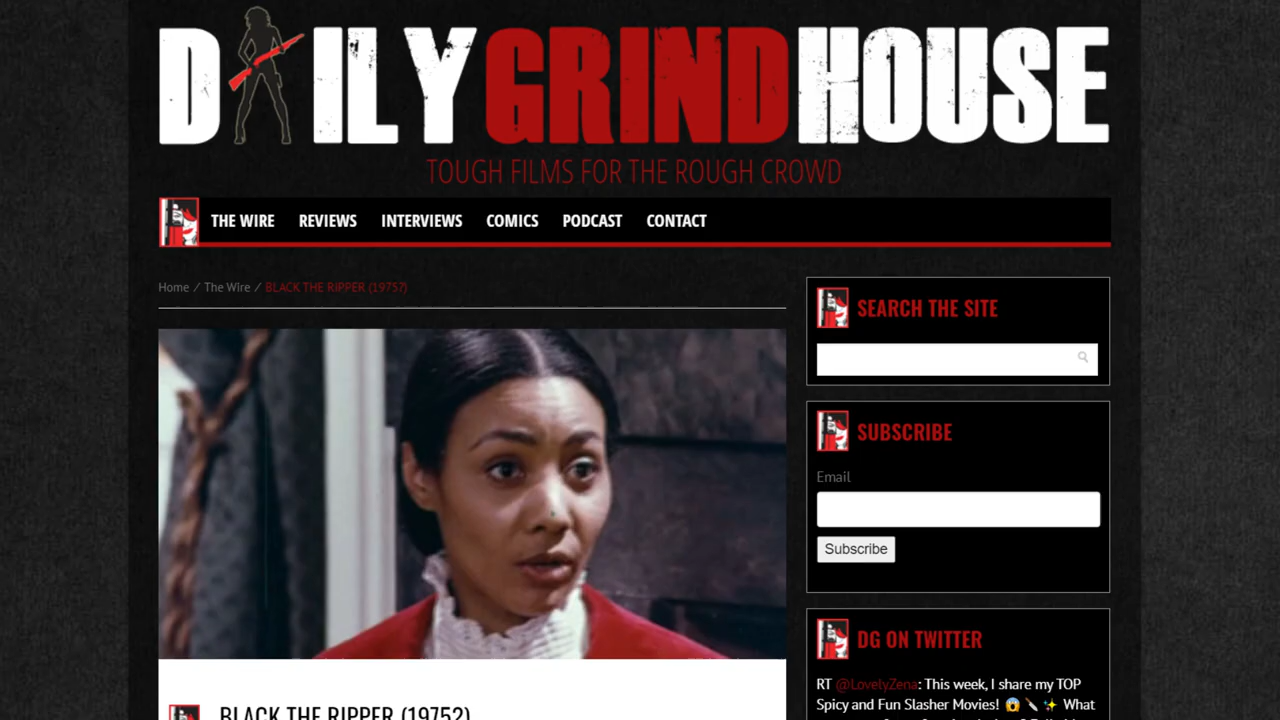 DAILYGRINDHOUSE
TOUGH FILMS FOR THE ROUGH CROWD
THE WIRE REVIEWS INTERVIEWS COMICS PODCAST CONTACT
Home / The Wire / BLACK THE RIPPER (1975?)
BLACK THE RIPPER (1975?)
SEARCH THE SITE
SUBSCRIBE
Email
Subscribe
DG ON TWITTER
RT @LovelyZena: This week, I share my TOP
Spicy and Fun Slasher Movies! 😱 🔪 ✨ What